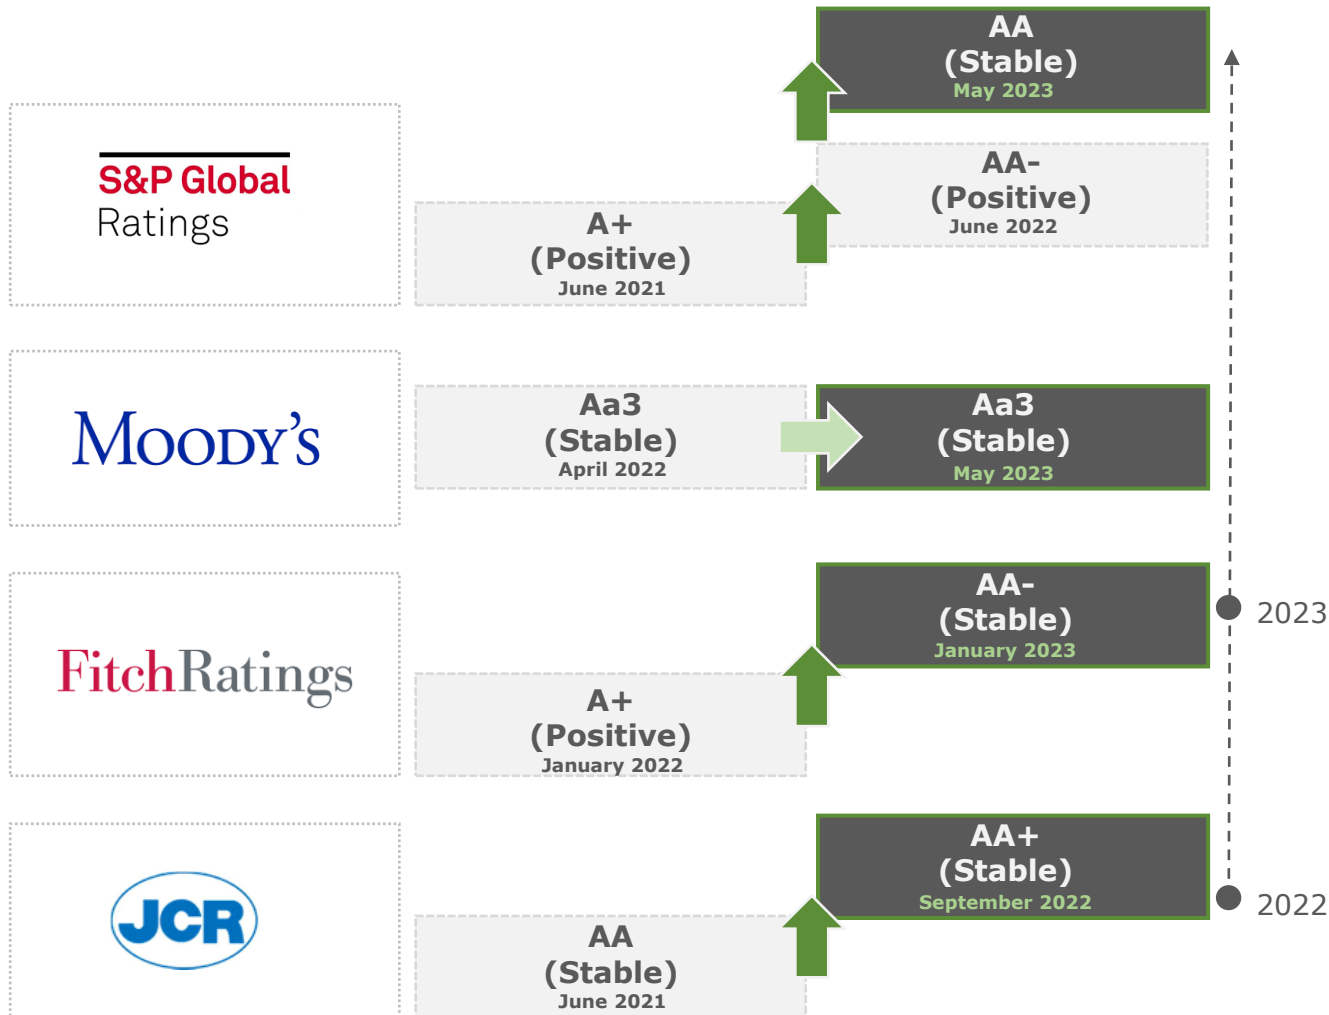 AA
(Stable)
May 2023
S&P Global
Ratings
AA-
(Positive)
June 2022
A+
(Positive)
June 2021
MOODY'S
Aa3
(Stable)
April 2022
Aa3
(Stable)
May 2023
FitchRatings
AA-
(Stable)
January 2023
2023
A+
(Positive)
January 2022
JCR
AA+
(Stable)
September 2022
2022
AA
(Stable)
June 2021